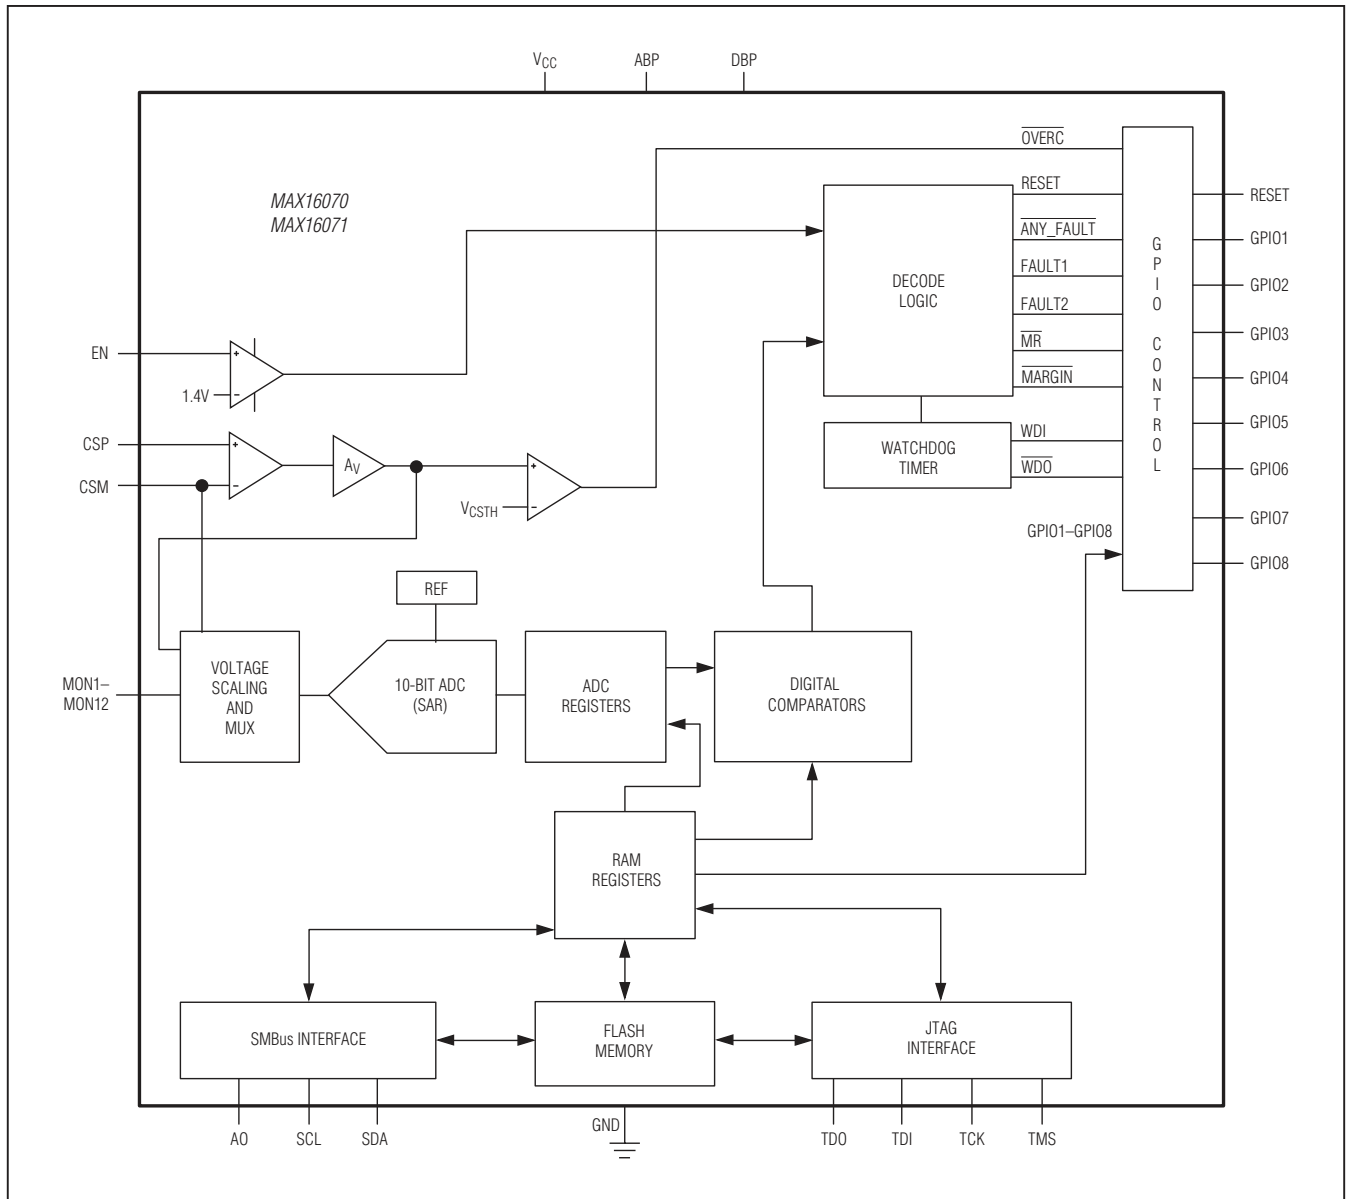 VCC
ABP
DBP
OVERC
MAX16070
MAX16071
RESET
ANY_FAULT
FAULT1
FAULT2
MR
MARGIN
DECODE
LOGIC
WATCHDOG
TIMER
WDI
WDO
GPIO1–GPIO8
GPIO CONTROL
RESET
GPIO1
GPIO2
GPIO3
GPIO4
GPIO5
GPIO6
GPIO7
GPIO8
EN
+
1.4V
–
CSP
+
CSM
–
AV
+
VCSTH
–
REF
MON1–
MON12
VOLTAGE
SCALING
AND
MUX
10-BIT ADC
(SAR)
ADC
REGISTERS
DIGITAL
COMPARATORS
RAM
REGISTERS
SMBus INTERFACE
FLASH
MEMORY
JTAG
INTERFACE
AO
SCL
SDA
GND
TDO
TDI
TCK
TMS